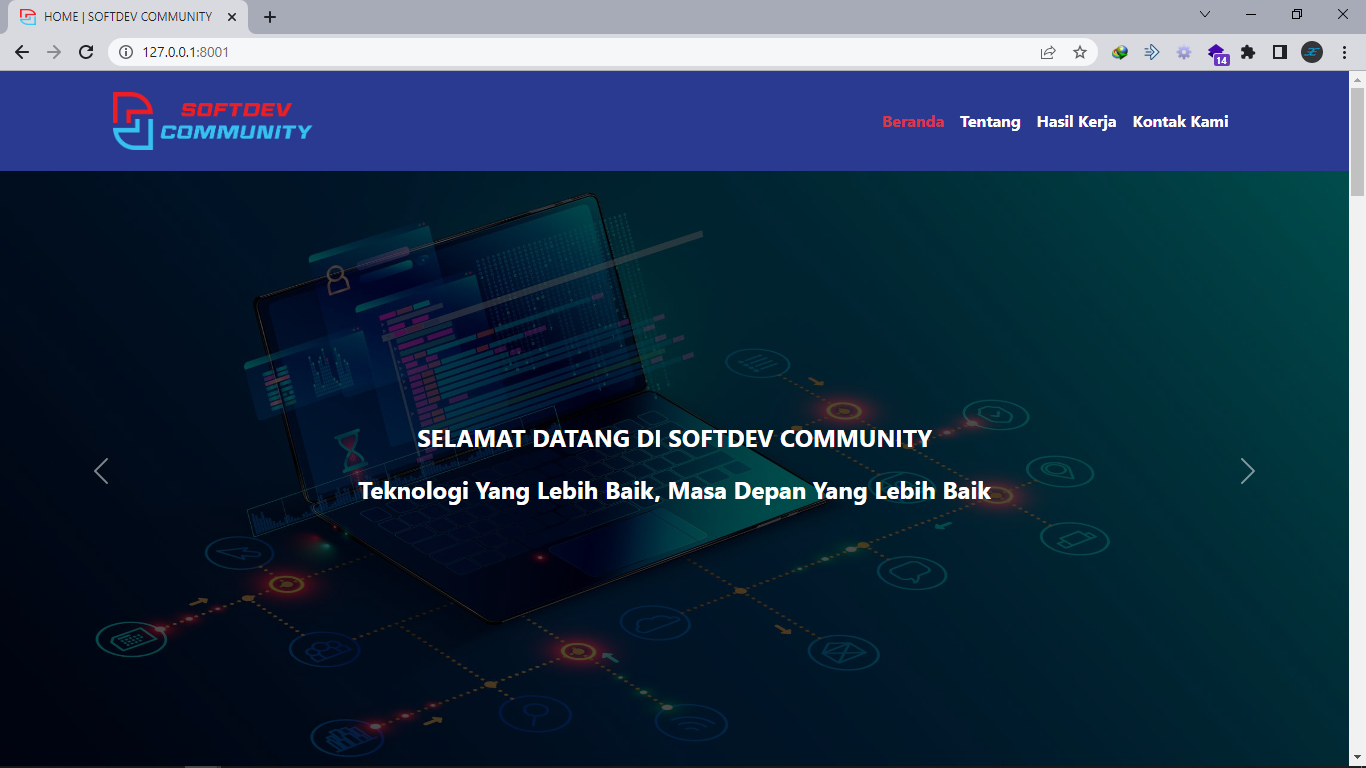 HOME | SOFTDEV COMMUNITY
127.0.0.1:8001
14
SOFTDEV
COMMUNITY
Beranda Tentang Hasil Kerja Kontak Kami
SELAMAT DATANG DI SOFTDEV COMMUNITY
Teknologi Yang Lebih Baik, Masa Depan Yang Lebih Baik